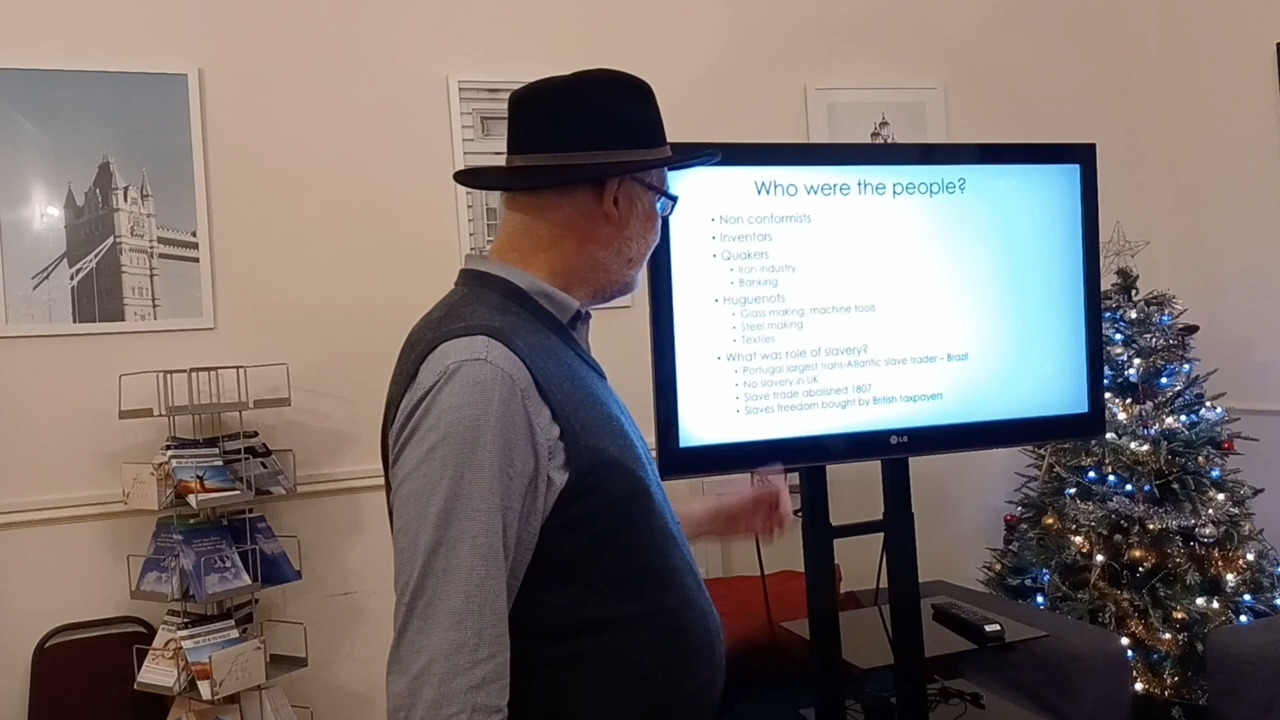 Who were the people?
• Non conformists
• Inventors
• Quakers
• Iron industry
• Banking
• Huguenots
• Glass making, machine tools
• Steel making
• Textiles
• What was role of slavery?
• Portugal largest trans-Atlantic slave trader – Brazil
• No slavery in UK
• Slave trade abolished 1807
• Slaves freedom bought by British taxpayers
LG